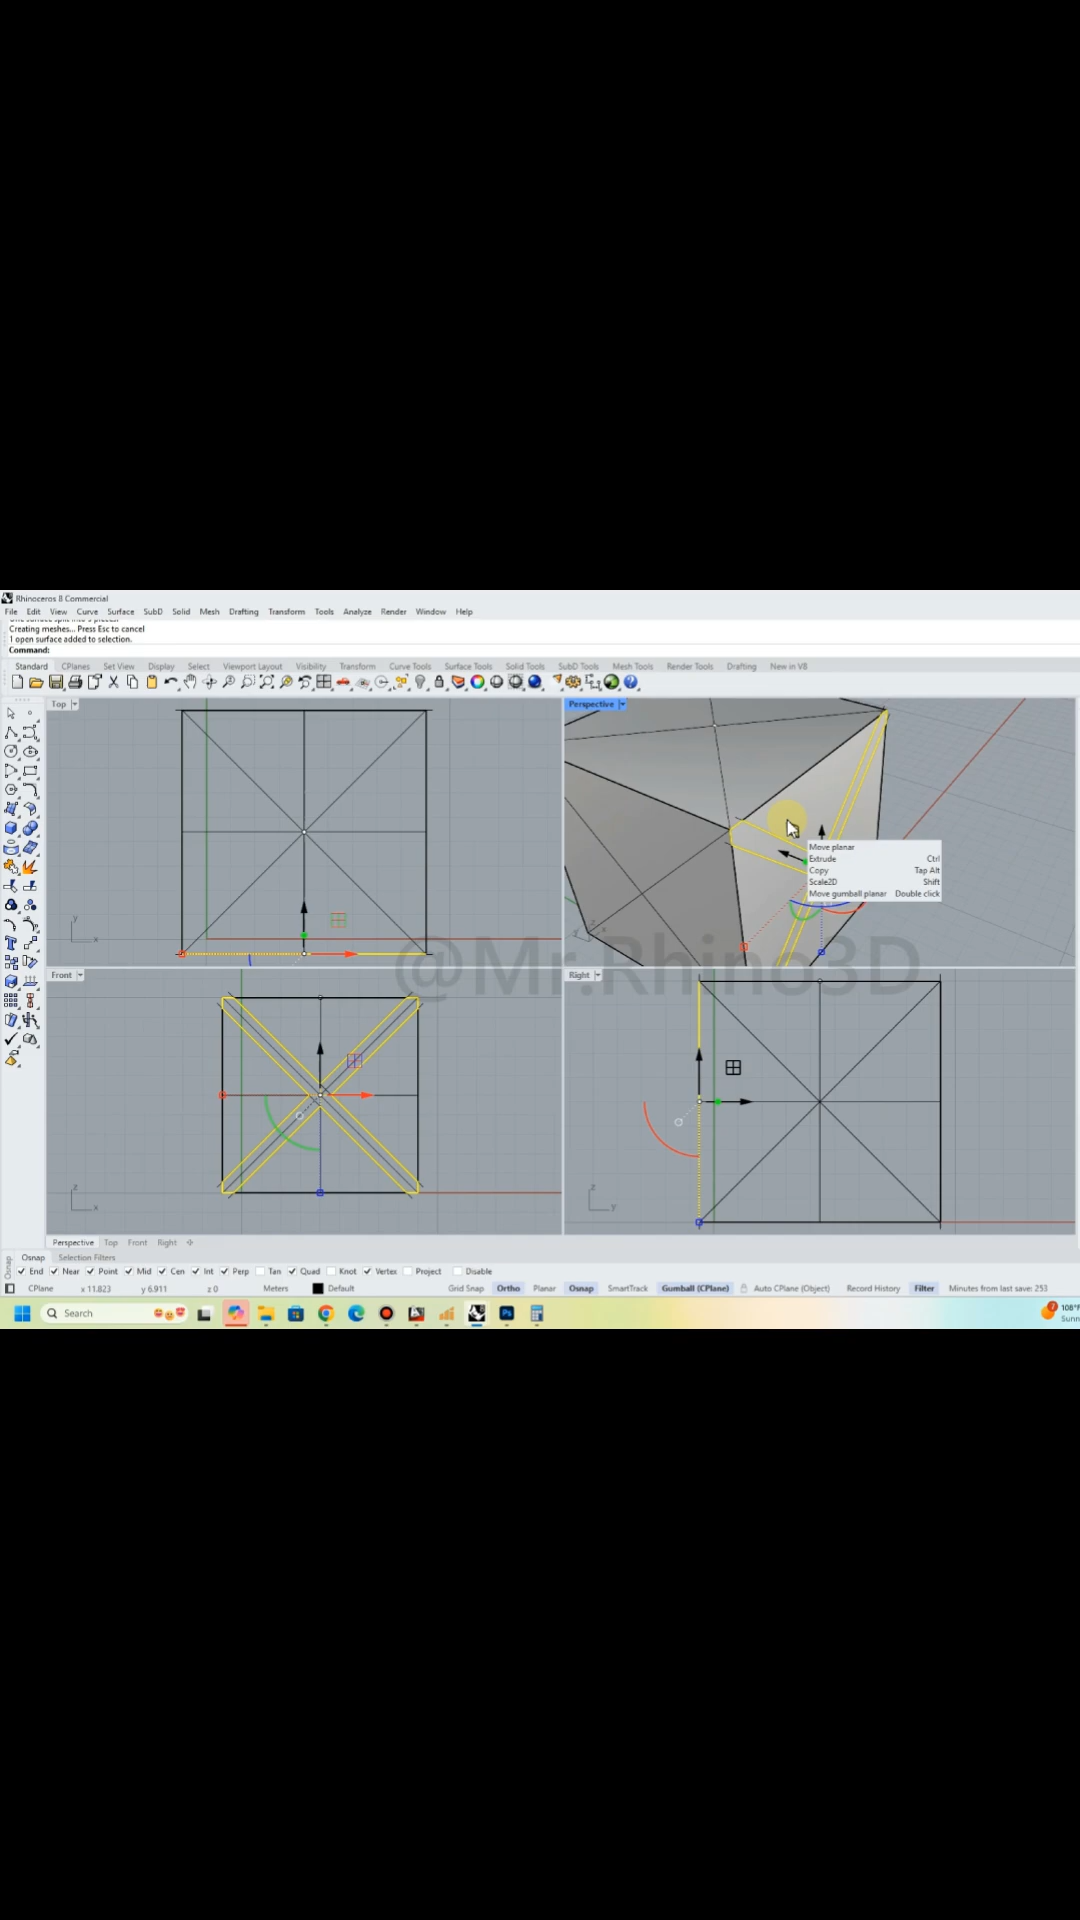 Rhinoceros 8 Commercial
File Edit View Curve Surface SubD Solid Mesh Drafting Transform Tools Analyze Render Window Help
Creating meshes... Press Esc to cancel
1 open surface added to selection.
Command:
Standard CPlanes Set View Display Select Viewport Layout Visibility Transform Curve Tools Surface Tools Solid Tools SubD Tools Mesh Tools Render Tools Drafting New in V8
Top
Perspective
Move planar
Extrude Ctrl
Copy Tap Alt
Scale2D Shift
Move gumball planar Double click
y
x
z
x
@Mr.Rhino3D
Front
Right
z
x
z
y
Perspective Top Front Right
Osnap Selection Filters
Osnap
End Near Point Mid Cen Int Perp Tan Quad Knot Vertex Project Disable
CPlane x 11.823 y 6.911 z 0 Meters Default Grid Snap Ortho Planar Osnap SmartTrack Gumball (CPlane) Auto CPlane (Object) Record History Filter Minutes from last save: 253
Search
108°F
Sunn